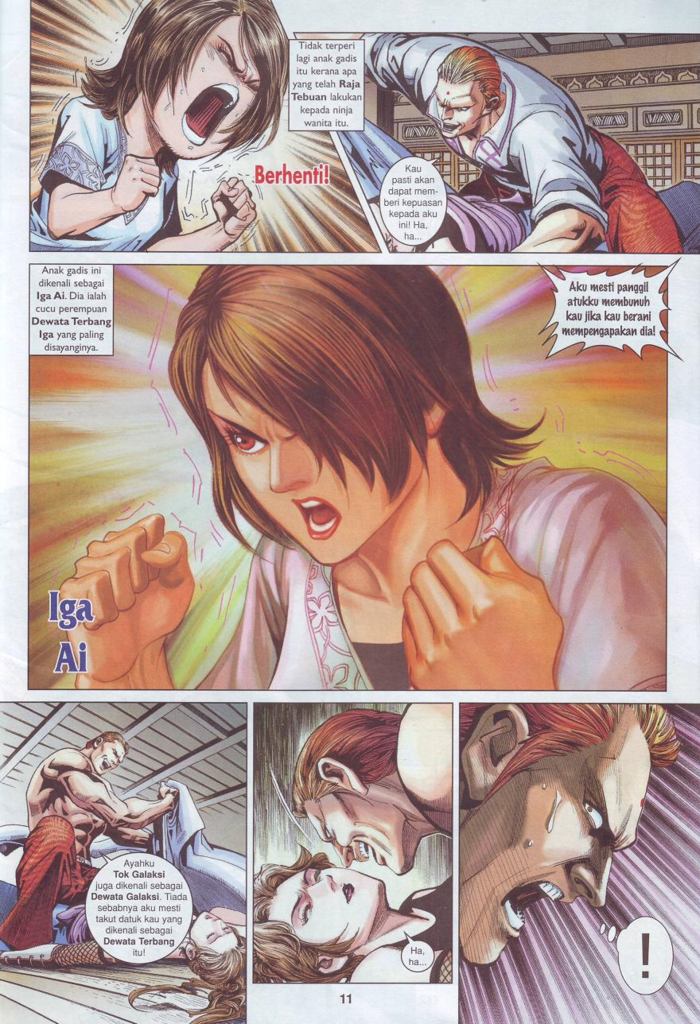 Tidak terperi
lagi anak gadis
itu kerana apa
yang telah Raja
Tebuan lakukan
kepada ninja
wanita itu.
Berhenti!
Kau
pasti akan
dapat mem-
beri kepuasan
kepada aku
ini! Ha,
ha...
Anak gadis ini
dikenali sebagai
Iga Ai. Dia ialah
cucu perempuan
Dewata Terbang
Iga yang paling
disayanginya.
Aku mesti panggil
atukku membunuh
kau jika kau berani
mempengapakan dia!
Iga
Ai
Ayahku
Tok Galaksi
juga dikenali sebagai
Dewata Galaksi. Tiada
sebabnya aku mesti
takut datuk kau yang
dikenali sebagai
Dewata Terbang
itu!
Ha,
ha...
!
11